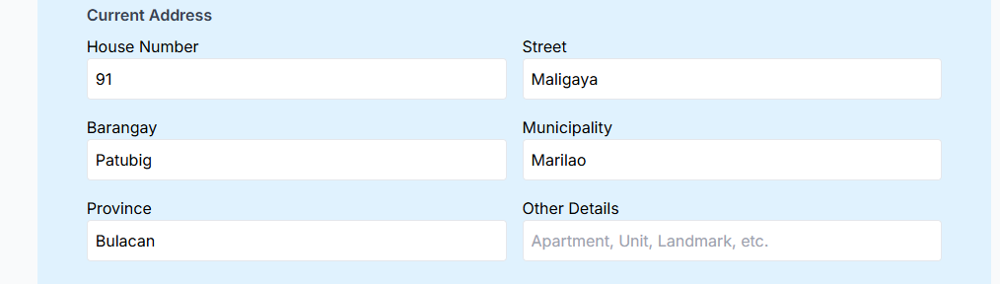 Current Address
House Number
Street
91
Maligaya
Barangay
Municipality
Patubig
Marilao
Province
Other Details
Bulacan
Apartment, Unit, Landmark, etc.